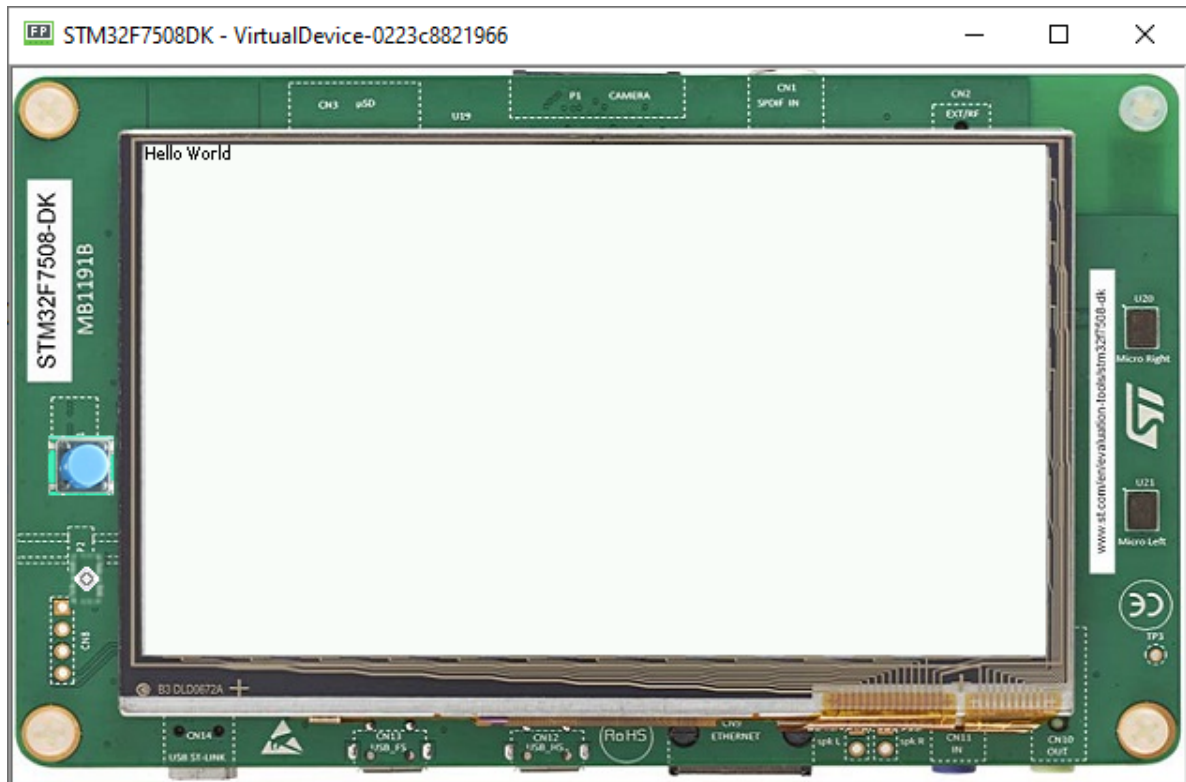 STM32F7508DK - VirtualDevice-0223c8821966
CN3 µSD
U19
P1 CAMERA
CN1
SPDIF IN
CN2
EXT/RF
Hello World
STM32F7508-DK
MB1191B
U20
Micro Right
www.st.com/en/evaluation-tools/stm32f7508-dk
U21
Micro Left
P2
CN8
TP3
B3 DLD0672A
CN14
USB ST-LINK
CN13
USB_FS
CN12
USB_HS
RoHS
CN9
ETHERNET
spk L
spk R
CN11
IN
CN10
OUT